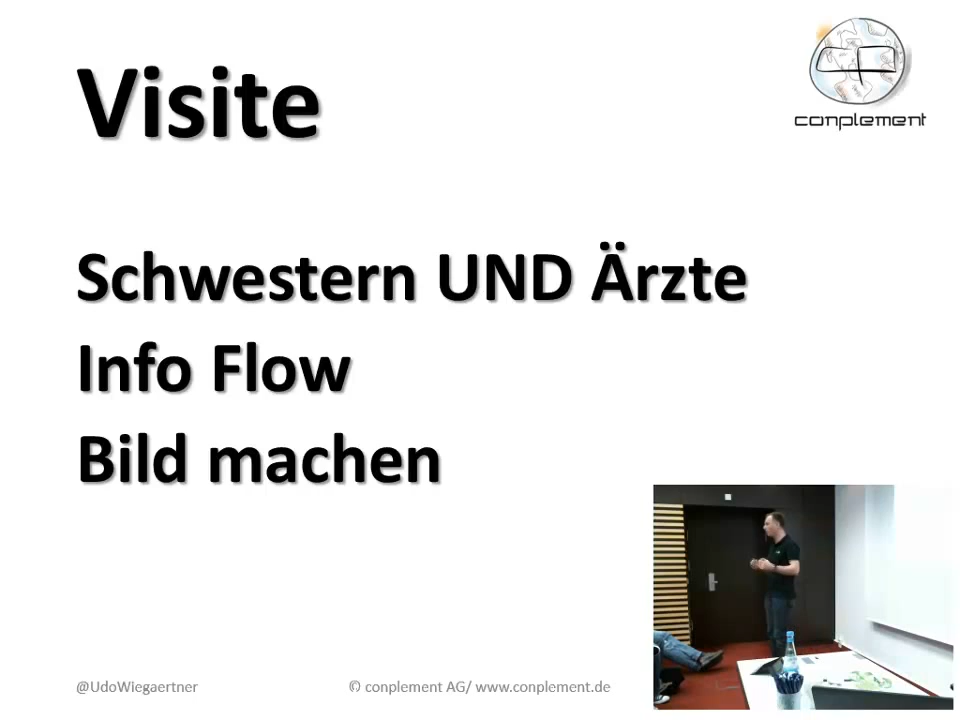 Visite
conplement
Schwestern UND Ärzte
Info Flow
Bild machen
@UdoWiegaertner
© conplement AG/ www.conplement.de